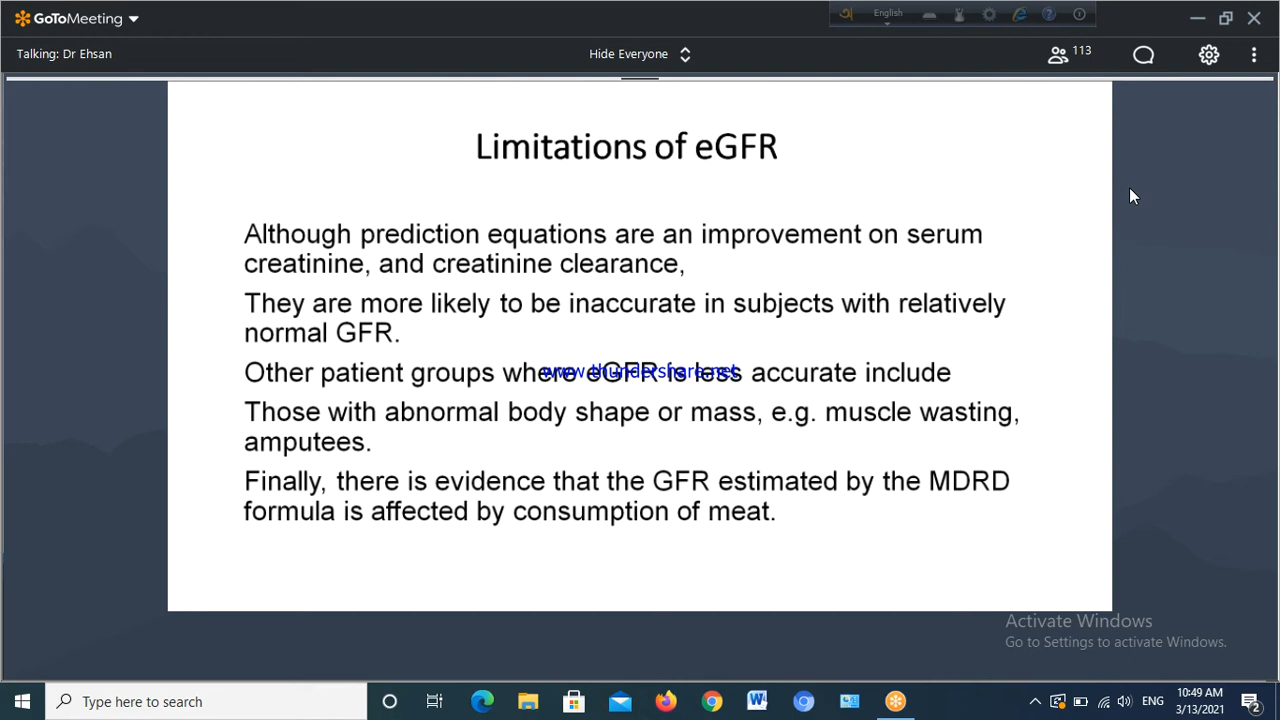 GoToMeeting
English
Talking: Dr Ehsan
Hide Everyone
113
Limitations of eGFR
Although prediction equations are an improvement on serum
creatinine, and creatinine clearance,
They are more likely to be inaccurate in subjects with relatively
normal GFR.
Other patient groups where eGFR is less accurate include
www.thundershare.net
Those with abnormal body shape or mass, e.g. muscle wasting,
amputees.
Finally, there is evidence that the GFR estimated by the MDRD
formula is affected by consumption of meat.
Activate Windows
Go to Settings to activate Windows.
Type here to search
ENG
10:49 AM
3/13/2021
2